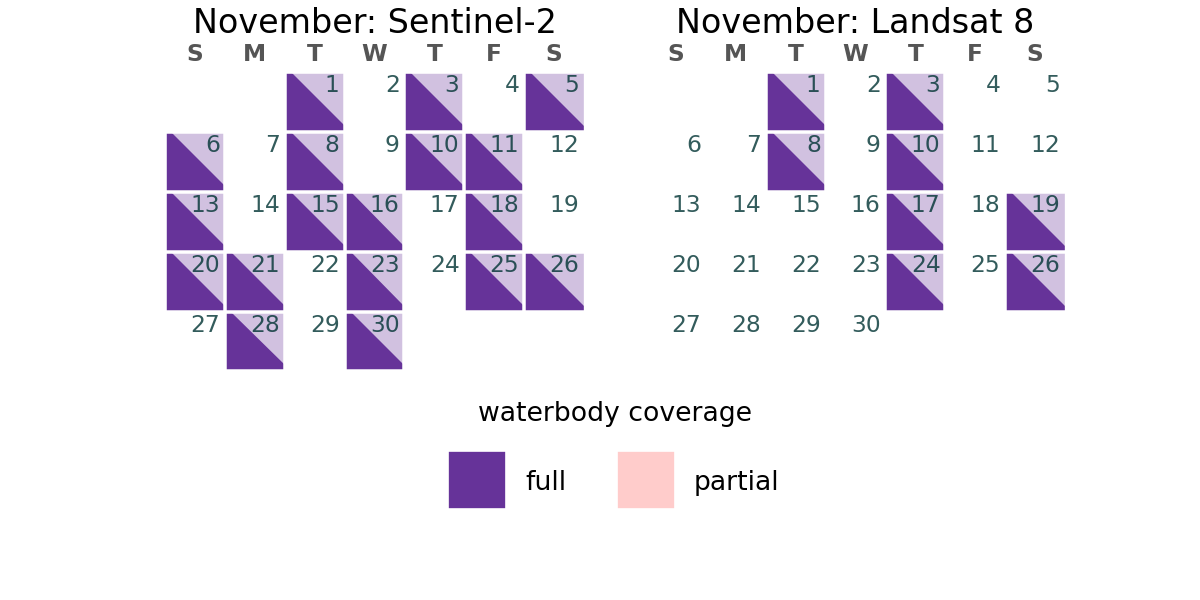 November: Sentinel-2
S M T W T F S
1 2 3 4 5
6 7 8 9 10 11 12
13 14 15 16 17 18 19
20 21 22 23 24 25 26
27 28 29 30
November: Landsat 8
S M T W T F S
1 2 3 4 5
6 7 8 9 10 11 12
13 14 15 16 17 18 19
20 21 22 23 24 25 26
27 28 29 30
waterbody coverage
full partial